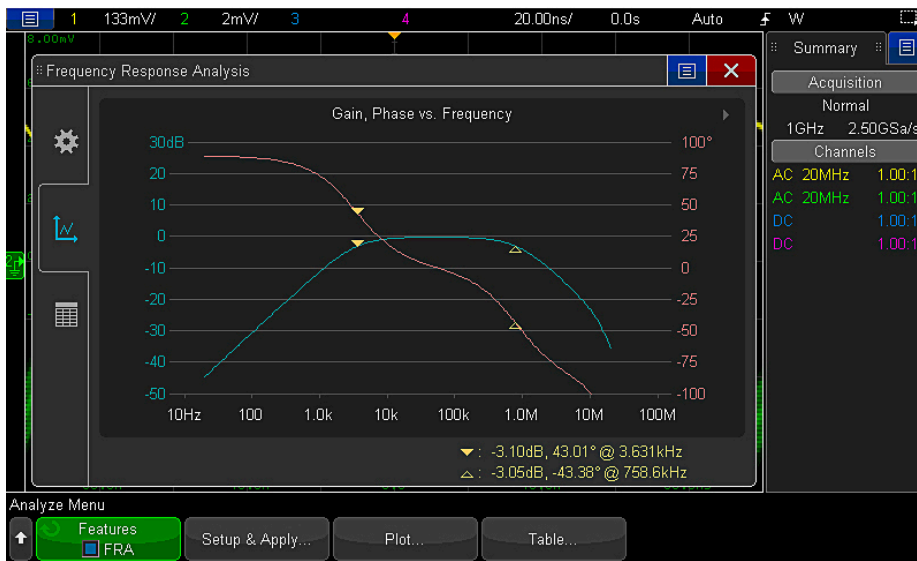 1 133mV/ 2 2mV/ 3 4 20.00ns/ 0.0s Auto W
8.00mV
Summary
Frequency Response Analysis
Acquisition
Normal
1GHz 2.50GSa/s
Channels
AC 20MHz 1.00:1
AC 20MHz 1.00:1
DC 1.00:1
DC 1.00:1
Gain, Phase vs. Frequency
30dB 100°
20 75
10 50
0 25
-10 0
-20 -25
-30 -50
-40 -75
-50 -100
10Hz 100 1.0k 10k 100k 1.0M 10M 100M
: -3.10dB, 43.01° @ 3.631kHz
: -3.05dB, -43.38° @ 758.6kHz
Analyze Menu
Features
FRA
Setup & Apply...
Plot...
Table...